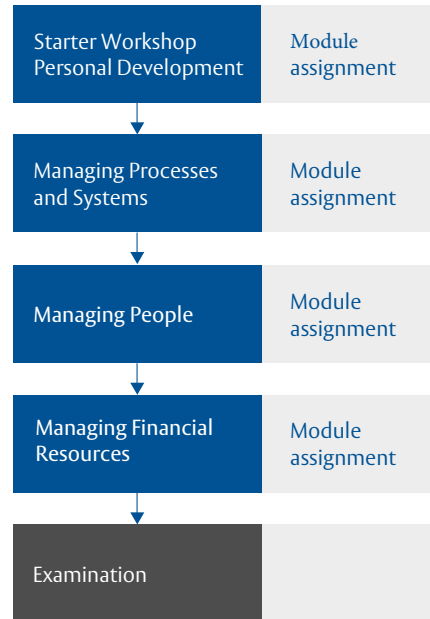 Starter Workshop
Personal Development
Module
assignment
Managing Processes
and Systems
Module
assignment
Managing People
Module
assignment
Managing Financial
Resources
Module
assignment
Examination